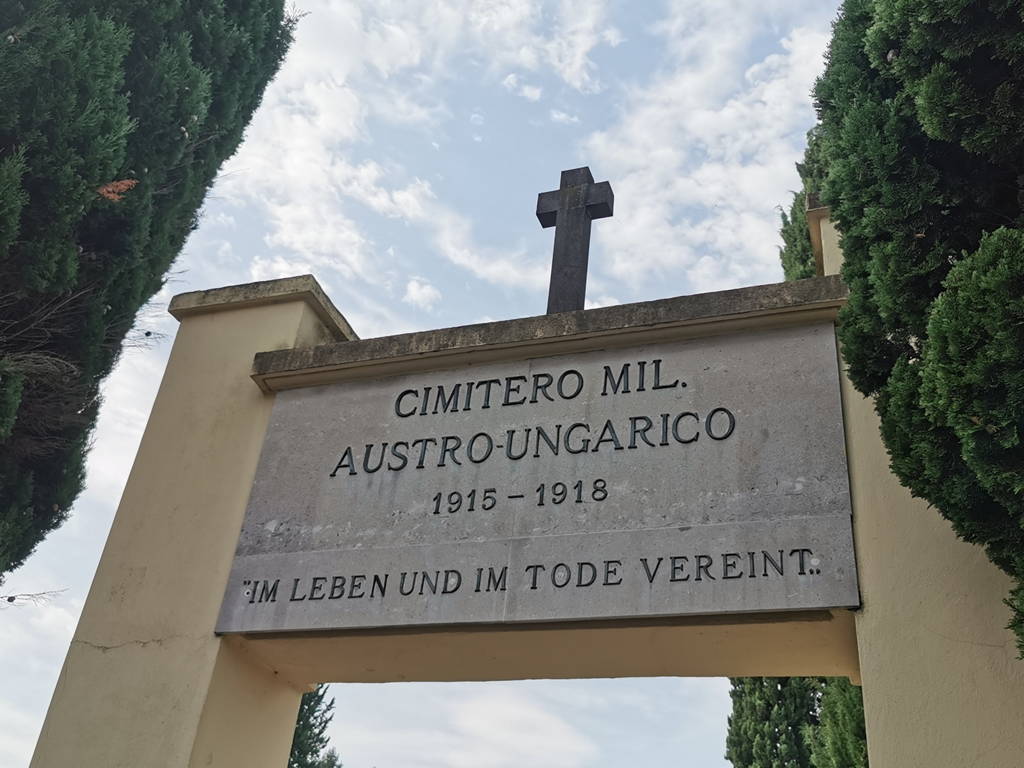 CIMITERO MIL.
AUSTRO-UNGARICO
1915 – 1918
"IM LEBEN UND IM TODE VEREINT„